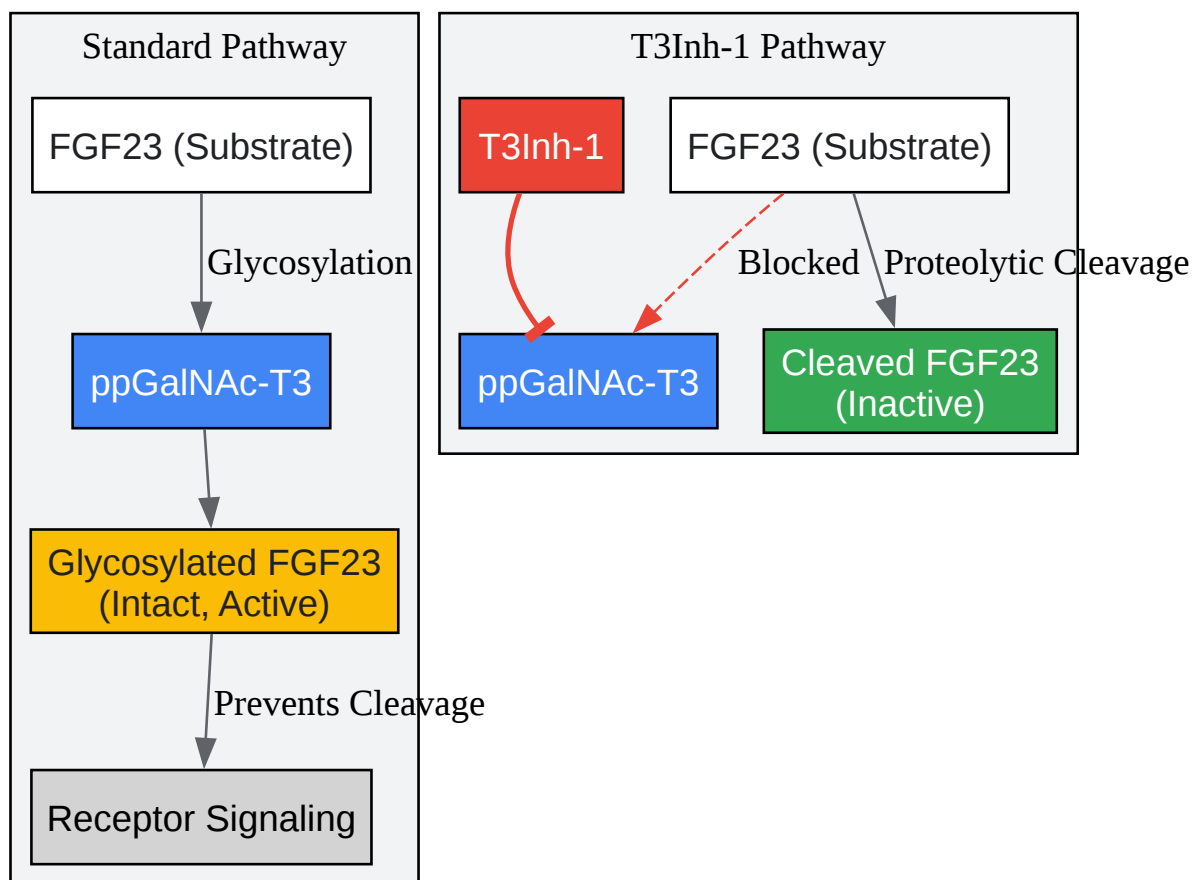 Standard Pathway
FGF23 (Substrate)
Glycosylation
ppGalNAc-T3
Glycosylated FGF23
(Intact, Active)
Prevents Cleavage
Receptor Signaling
T3Inh-1 Pathway
T3Inh-1
FGF23 (Substrate)
Blocked
Proteolytic Cleavage
ppGalNAc-T3
Cleaved FGF23
(Inactive)